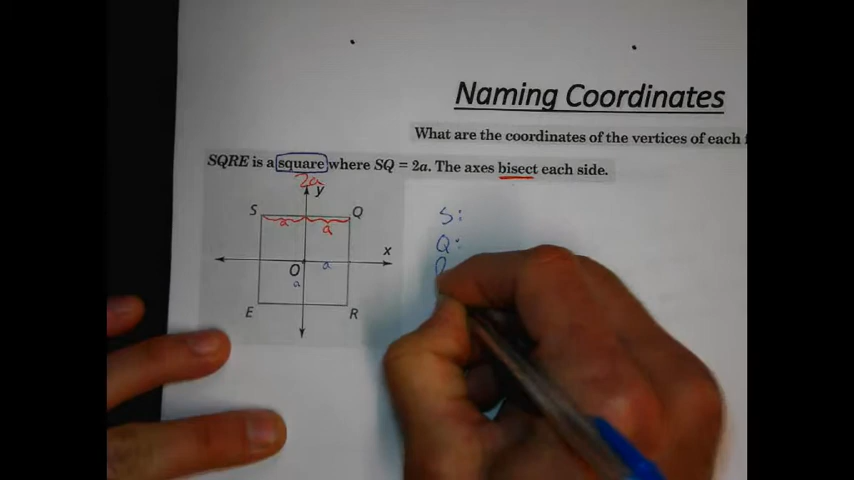 Naming Coordinates
What are the coordinates of the vertices of each
SQRE is a square where SQ = 2a. The axes bisect each side.
2a
y
S
Q
a
a
x
O
a
a
E
R
S:
Q: